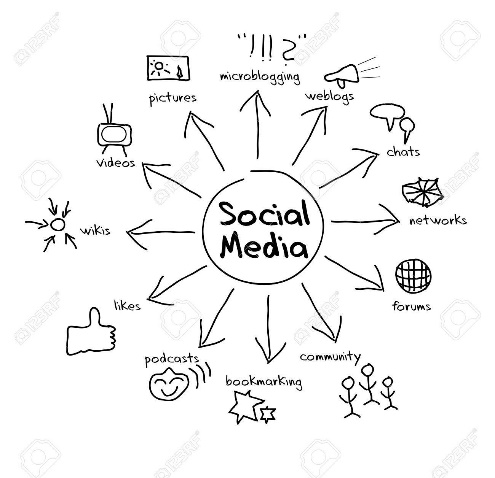 "!!! ?"
microblogging
pictures
weblogs
videos
chats
Social
Media
wikis
networks
likes
forums
podcasts
community
bookmarking